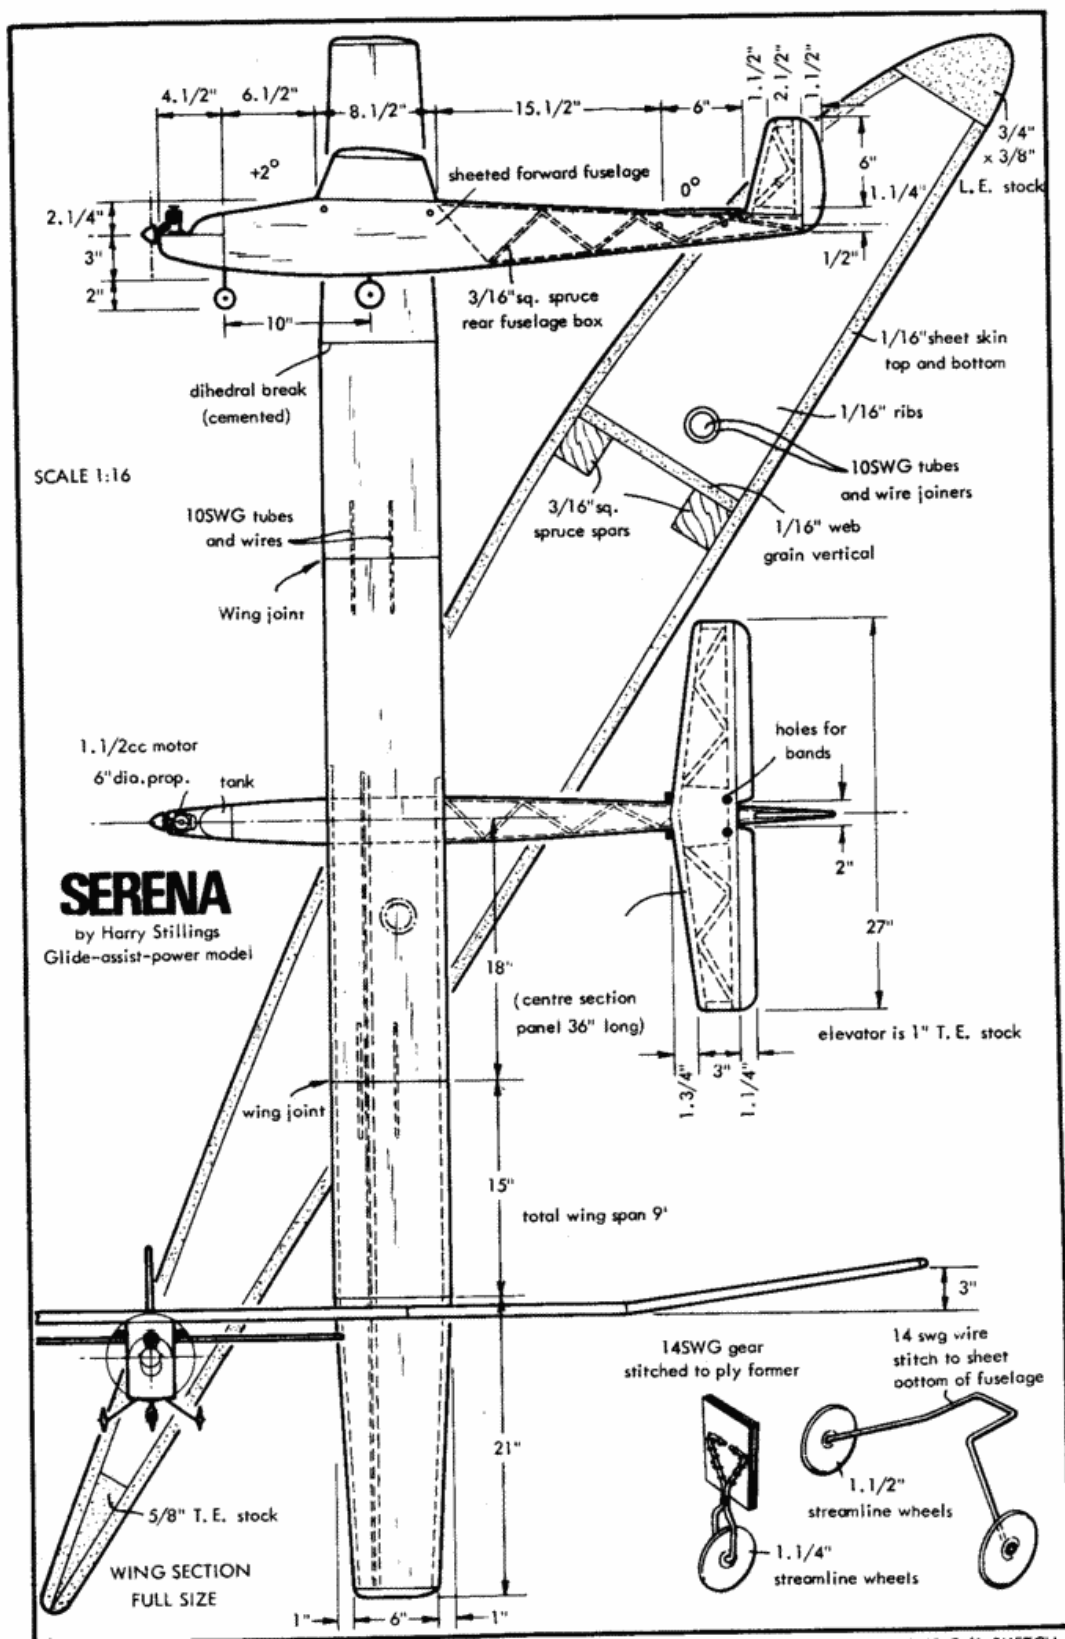 4.1/2"
6.1/2"
8.1/2"
15.1/2"
6"
1.1/2"
2.1/2"
1.1/2"
3/4"
x 3/8"
L.E. stock
+2°
sheeted forward fuselage
0°
6"
1.1/4"
1/2"
2.1/4"
3"
2"
10"
3/16"sq. spruce
rear fuselage box
1/16"sheet skin
top and bottom
dihedral break
(cemented)
1/16" ribs
SCALE 1:16
10SWG tubes
and wire joiners
10SWG tubes
and wires
3/16"sq.
spruce spars
1/16" web
grain vertical
Wing joint
1.1/2cc motor
6"dia.prop.
tank
holes for
bands
2"
27"
SERENA
by Harry Stillings
Glide-assist-power model
18"
(centre section
panel 36" long)
elevator is 1" T.E. stock
1.3/4"
3"
1.1/4"
wing joint
15"
total wing span 9'
3"
14SWG gear
stitched to ply former
14 swg wire
stitch to sheet
bottom of fuselage
21"
5/8" T.E. stock
1.1/2"
streamline wheels
1.1/4"
streamline wheels
WING SECTION
FULL SIZE
1"
6"
1"